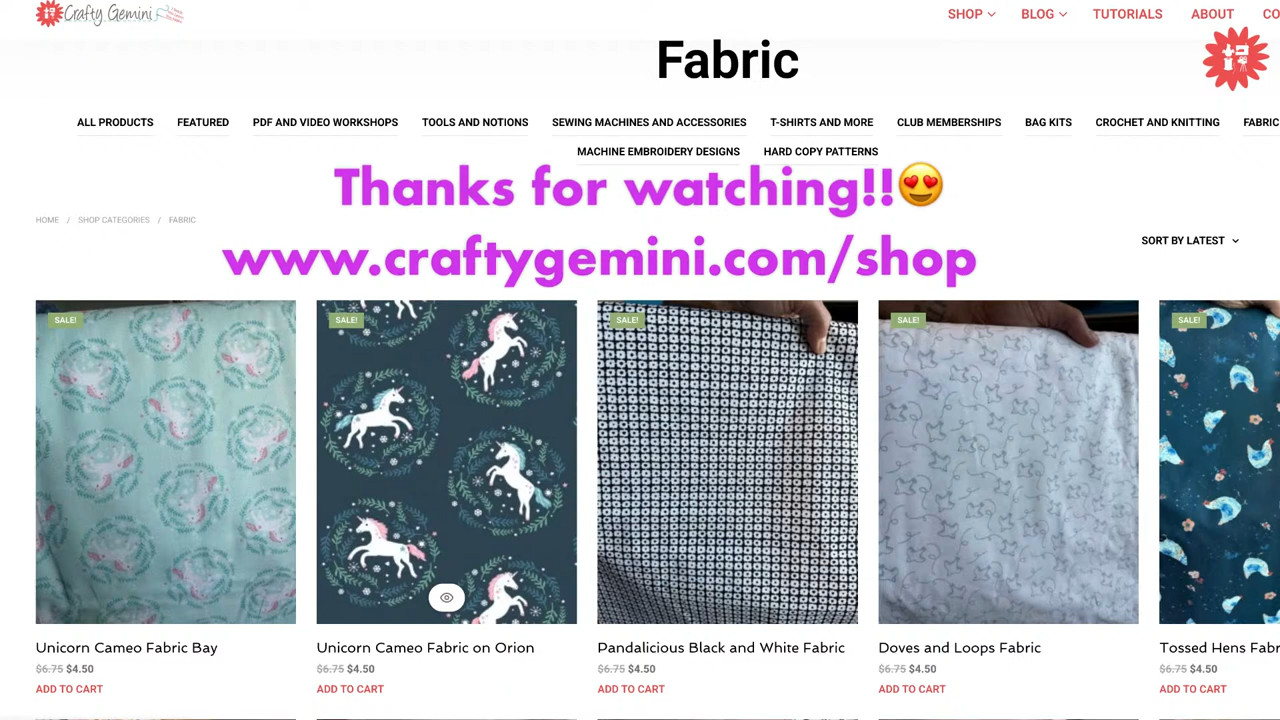 Crafty Gemini
SHOP BLOG TUTORIALS ABOUT CO
Fabric
ALL PRODUCTS FEATURED PDF AND VIDEO WORKSHOPS TOOLS AND NOTIONS SEWING MACHINES AND ACCESSORIES T-SHIRTS AND MORE CLUB MEMBERSHIPS BAG KITS CROCHET AND KNITTING FABRIC
MACHINE EMBROIDERY DESIGNS HARD COPY PATTERNS
Thanks for watching!!😍
HOME / SHOP CATEGORIES / FABRIC
SORT BY LATEST
www.craftygemini.com/shop
SALE! SALE! SALE! SALE! SALE!
Unicorn Cameo Fabric Bay Unicorn Cameo Fabric on Orion Pandalicious Black and White Fabric Doves and Loops Fabric Tossed Hens Fabr
$6.75 $4.50 $6.75 $4.50 $6.75 $4.50 $6.75 $4.50 $6.75 $4.50
ADD TO CART ADD TO CART ADD TO CART ADD TO CART ADD TO CART